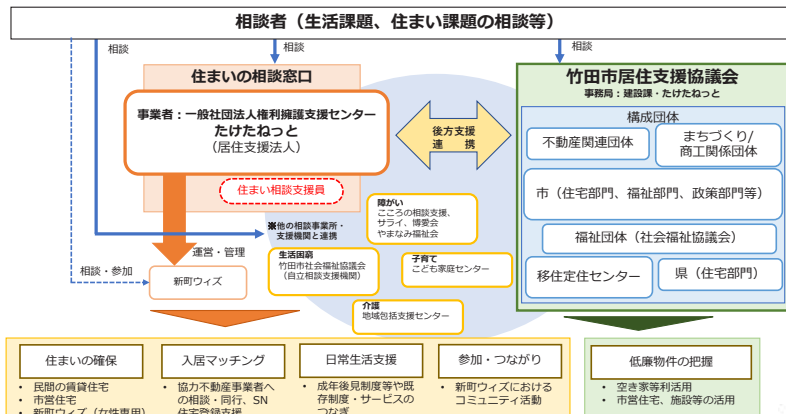 相談者（生活課題、住まい課題の相談等）
相談
相談
相談
住まいの相談窓口
事業者：一般社団法人権利擁護支援センター
たけたねっと
（居住支援法人）
住まい相談支援員
後方支援
連　携
竹田市居住支援協議会
事務局：建設課・たけたねっと
構成団体
不動産関連団体
まちづくり/
商工関係団体
市（住宅部門、福祉部門、政策部門等）
福祉団体（社会福祉協議会）
移住定住センター
県（住宅部門）
※他の相談事業所・
支援機関と連携
障がい
こころの相談支援、
サライ、博愛会
やまなみ福祉会
生活困窮
竹田市社会福祉協議会
（自立相談支援機関）
子育て
こども家庭センター
介護
地域包括支援センター
運営・管理
相談・参加
新町ウィズ
住まいの確保
• 民間の賃貸住宅
• 市営住宅
• 新町ウィズ（女性専用）
入居マッチング
• 協力不動産事業者へ
の相談・同行、SN
住宅登録支援
日常生活支援
• 成年後見制度等や既
存制度・サービスの
つなぎ
参加・つながり
• 新町ウィズにおける
コミュニティ活動
低廉物件の把握
• 空き家等利活用
• 市営住宅、施設等の活用